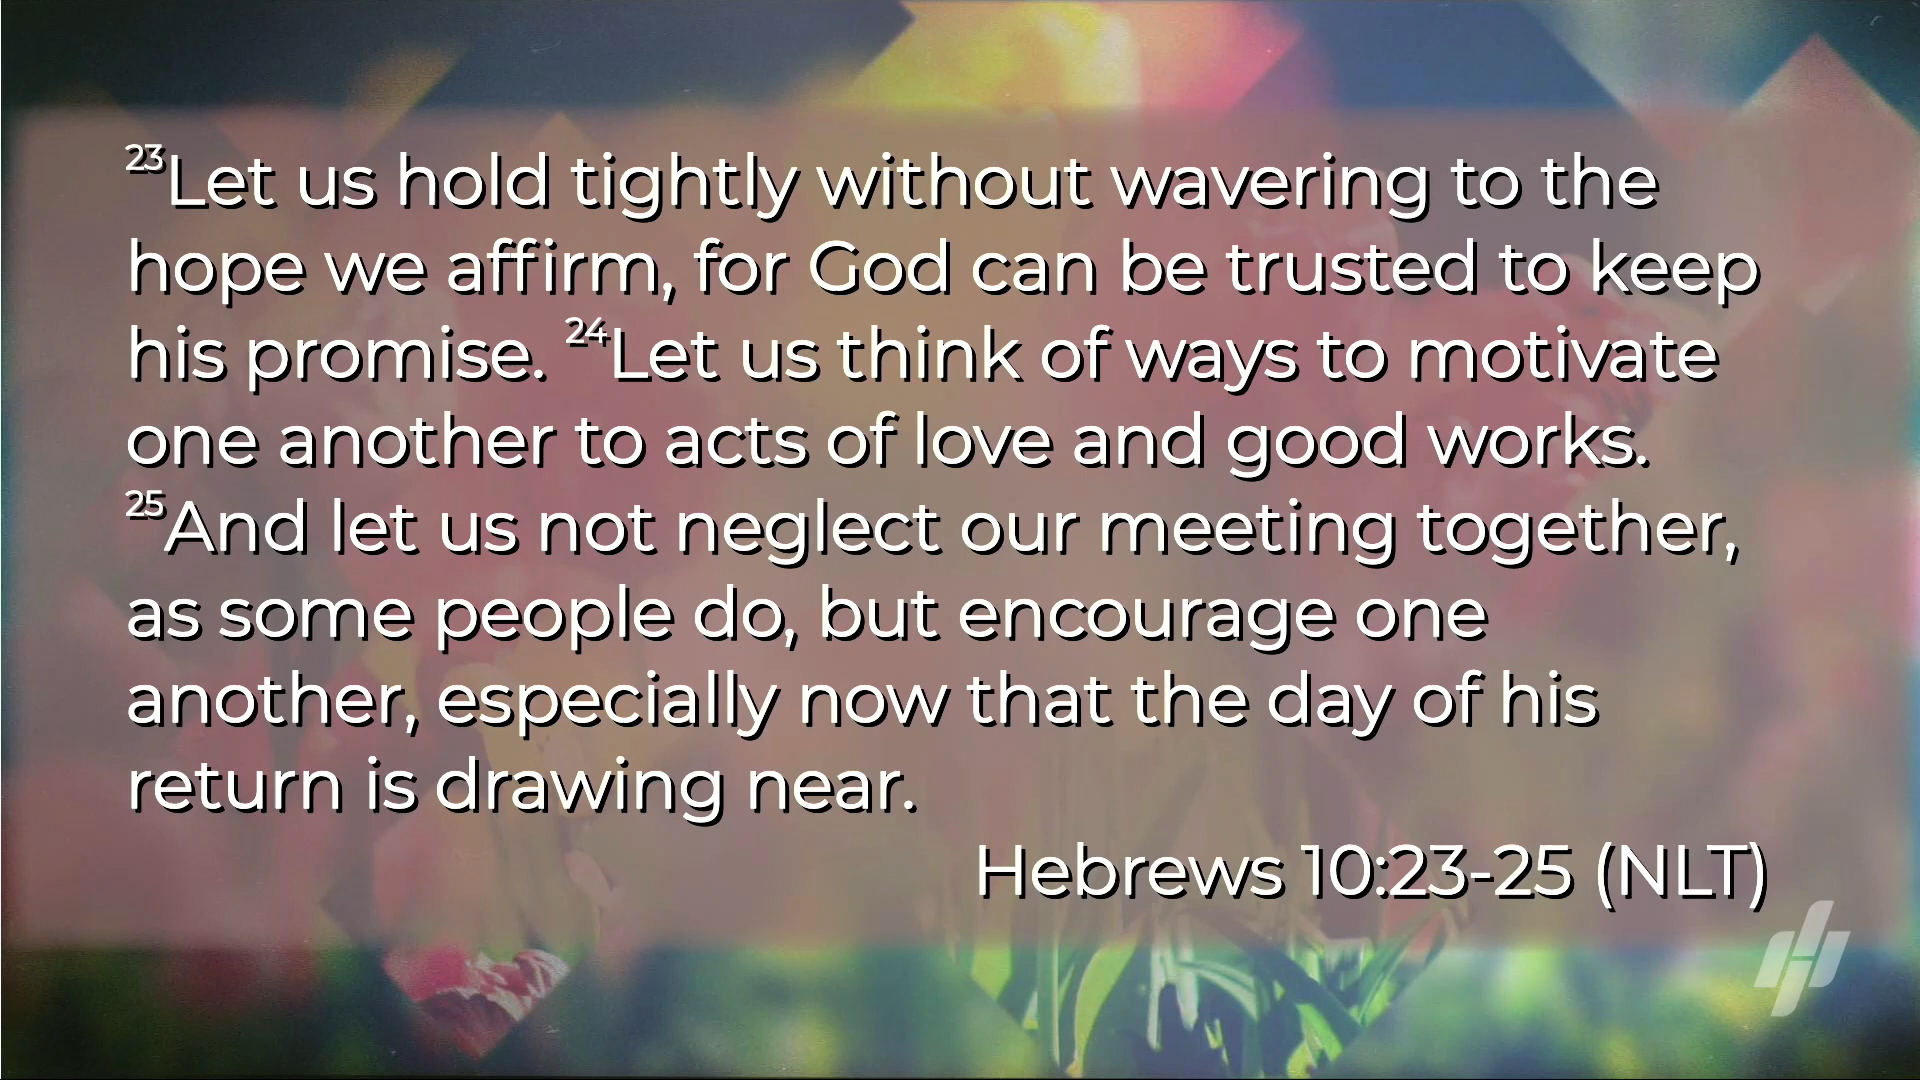 23Let us hold tightly without wavering to the
hope we affirm, for God can be trusted to keep
his promise. 24Let us think of ways to motivate
one another to acts of love and good works.
25And let us not neglect our meeting together,
as some people do, but encourage one
another, especially now that the day of his
return is drawing near.
Hebrews 10:23-25 (NLT)